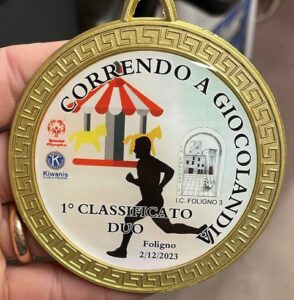 CORRENDO A GIOCOLANDIA
Special
Olympics
Kiwanis
I.C. FOLIGNO 3
1° CLASSIFICATO
DUO
Foligno
2/12/2023